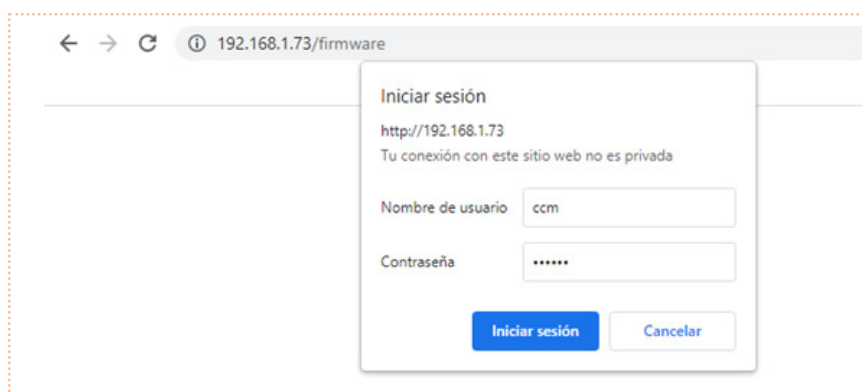 192.168.1.73/firmware
Iniciar sesión
http://192.168.1.73
Tu conexión con este sitio web no es privada
Nombre de usuario ccm
Contraseña ••••••
Iniciar sesión Cancelar